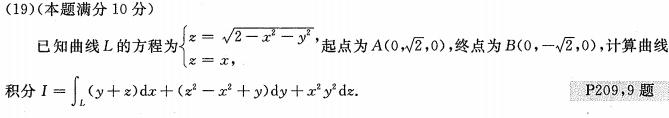 (19)(本题满分 10 分)
已知曲线 L 的方程为{z = √(2 − x² − y²), z = x, 起点为 A(0,√2,0),终点为 B(0,−√2,0),计算曲线
积分 I = ∫_L (y + z)dx + (z² − x² + y)dy + x²y²dz. P209,9 题